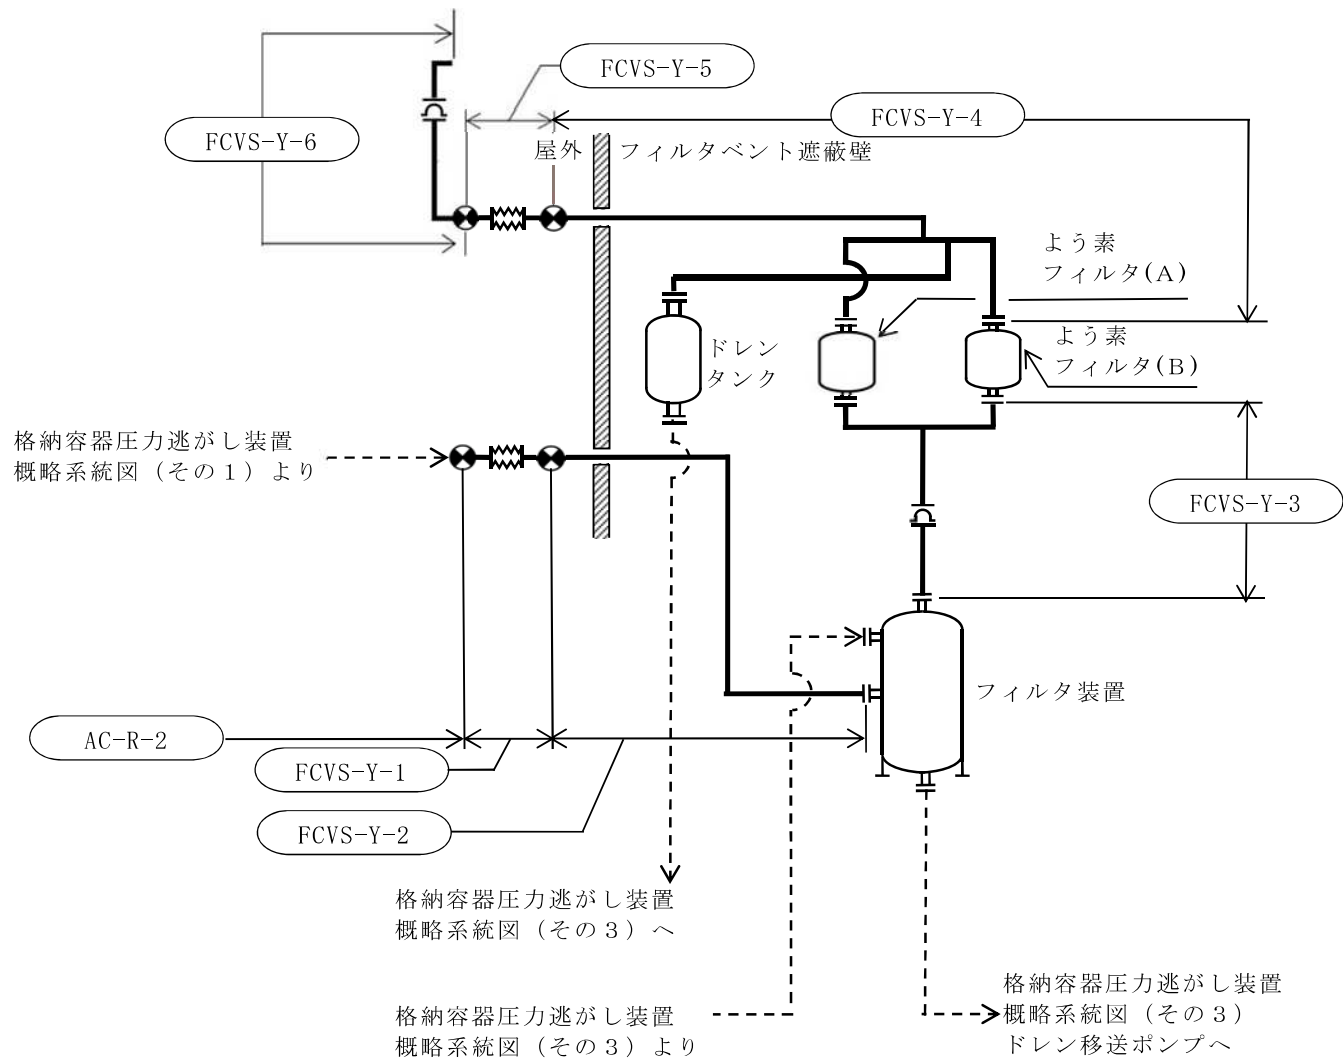 FCVS-Y-5
FCVS-Y-4
FCVS-Y-6
屋外
フィルタベント遮蔽壁
よう素
フィルタ(A)
よう素
フィルタ(B)
ドレン
タンク
格納容器圧力逃がし装置
概略系統図（その１）より
FCVS-Y-3
フィルタ装置
AC-R-2
FCVS-Y-1
FCVS-Y-2
格納容器圧力逃がし装置
概略系統図（その３）へ
格納容器圧力逃がし装置
概略系統図（その３）より
格納容器圧力逃がし装置
概略系統図（その３）
ドレン移送ポンプへ